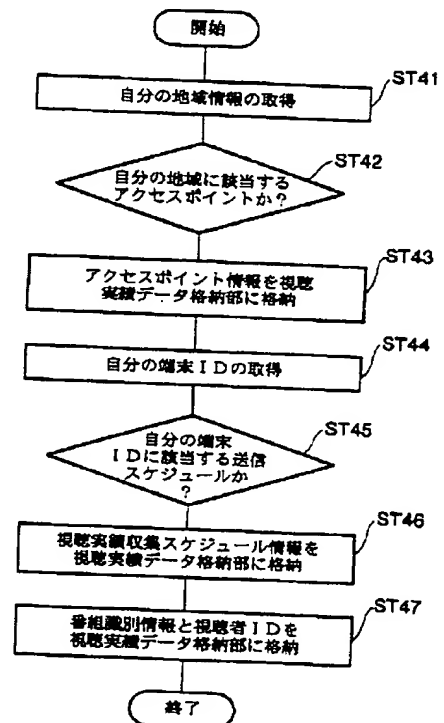 開始
ST41
自分の地域情報の取得
ST42
自分の地域に該当する
アクセスポイントか?
ST43
アクセスポイント情報を視聴
実績データ格納部に格納
ST44
自分の端末IDの取得
ST45
自分の端末
IDに該当する送信
スケジュールか
?
ST46
視聴実績収集スケジュール情報を
視聴実績データ格納部に格納
ST47
番組識別情報と視聴者IDを
視聴実績データ格納部に格納
終了